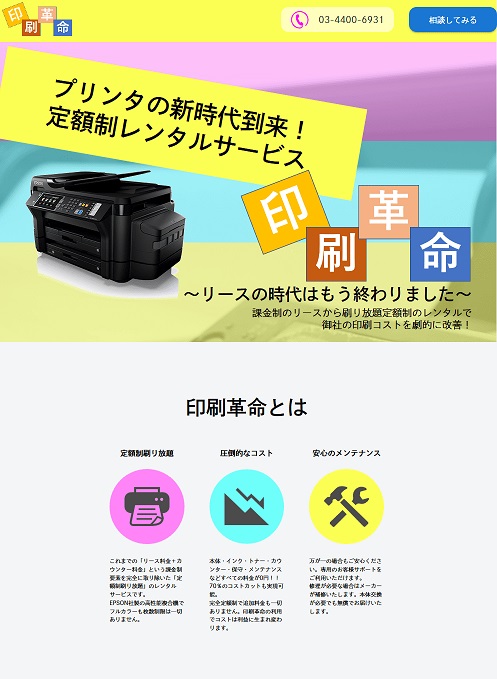 印刷革命
03-4400-6931
相談してみる
プリンタの新時代到来！
定額制レンタルサービス
印刷革命
～リースの時代はもう終わりました～
課金制のリースから刷り放題定額制のレンタルで
御社の印刷コストを劇的に改善！
印刷革命とは
定額制刷り放題
これまでの「リース料金＋カ
ウンター料金」という課金制
要素を完全に取り除いた「定
額制刷り放題」のレンタル
サービスです。
EPSON社製の高性能複合機で
フルカラーも枚数制限は一切
ありません。
圧倒的なコスト
本体・インク・トナー・カウ
ンター・保守・メンテナンス
などすべての料金が0円！！
70％のコストカットも実現可
能。
完全定額制で追加料金も一切
ありません。印刷革命の利用
でコストは利益に生まれ変わ
ります。
安心のメンテナンス
万が一の場合もご安心くださ
い。専用のお客様サポートを
ご利用いただけます。
修理が必要な場合はメーカー
が補修いたします。本体交換
が必要でも無償でお届けいた
します。